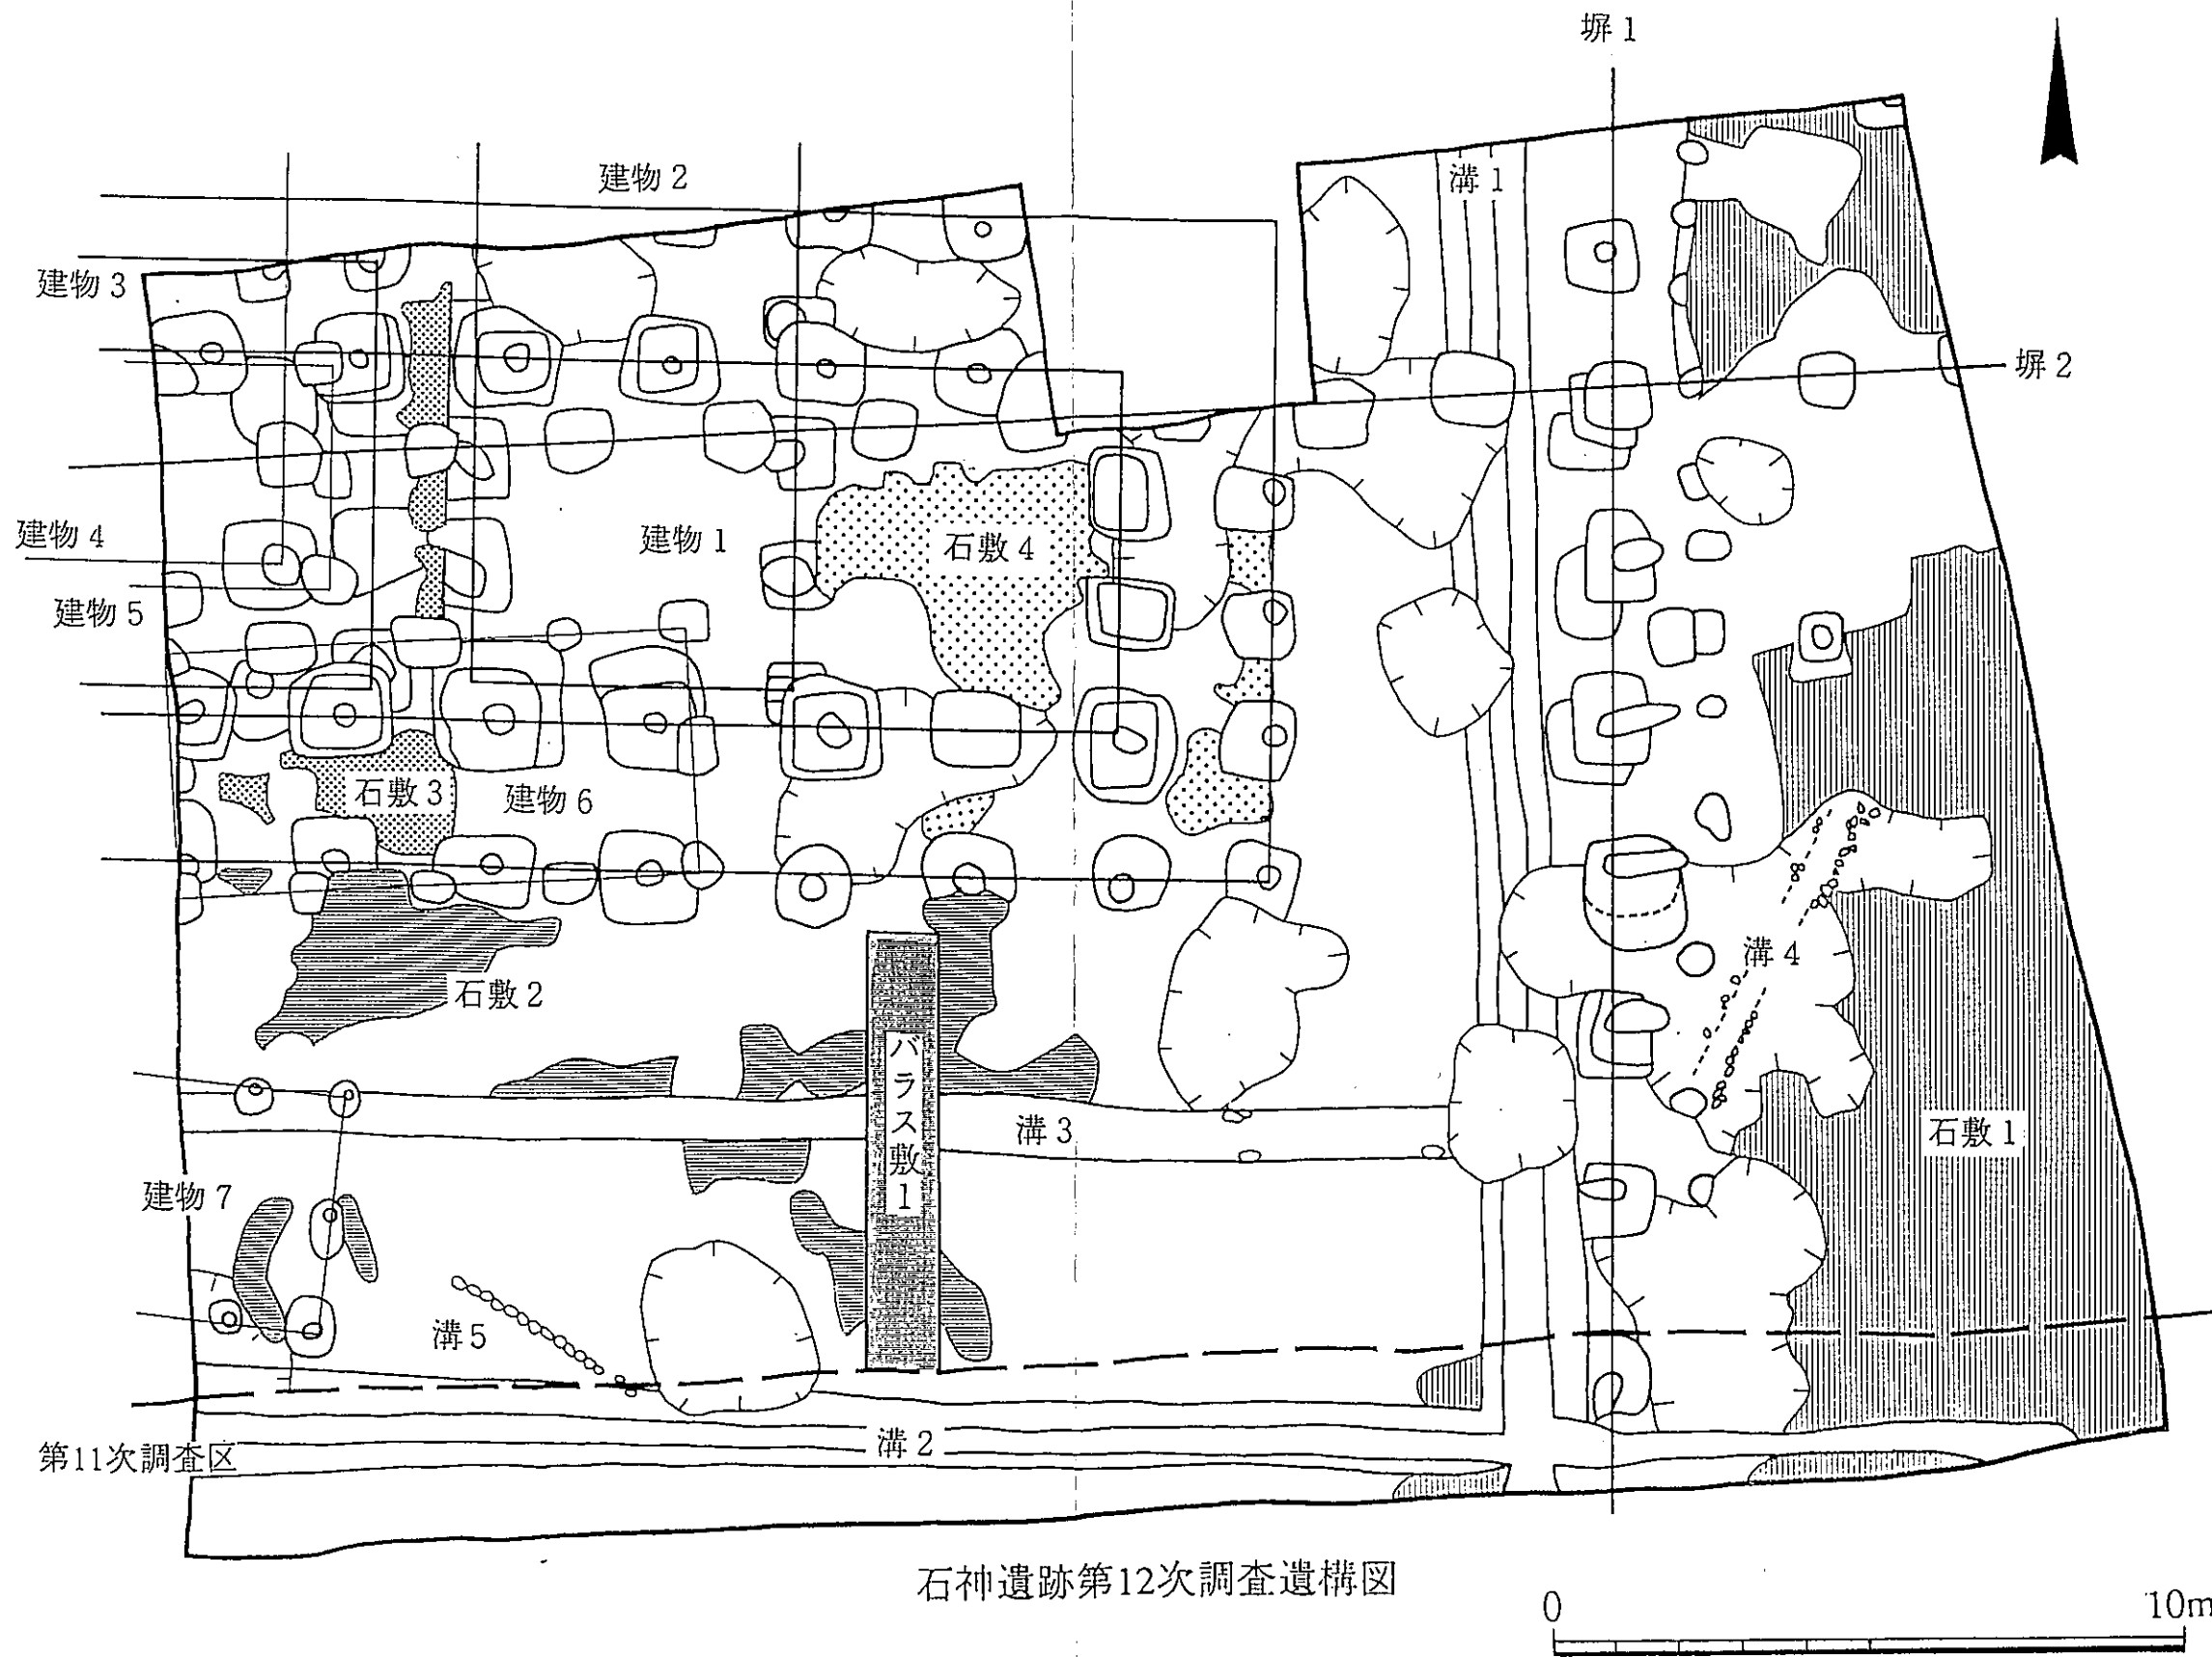 塀1
建物2
溝1
建物3
塀2
建物4
建物1
石敷4
建物5
石敷3
建物6
溝4
石敷2
バラス敷1
溝3
石敷1
建物7
溝5
溝2
第11次調査区
石神遺跡第12次調査遺構図
0
10m